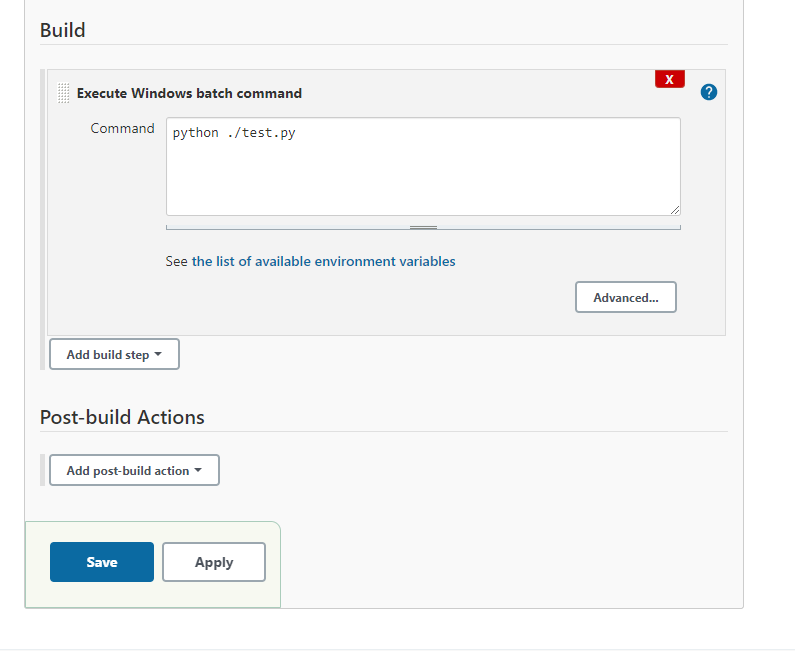 Build
X
Execute Windows batch command
?
Command
python ./test.py
See the list of available environment variables
Advanced...
Add build step
Post-build Actions
Add post-build action
Save
Apply